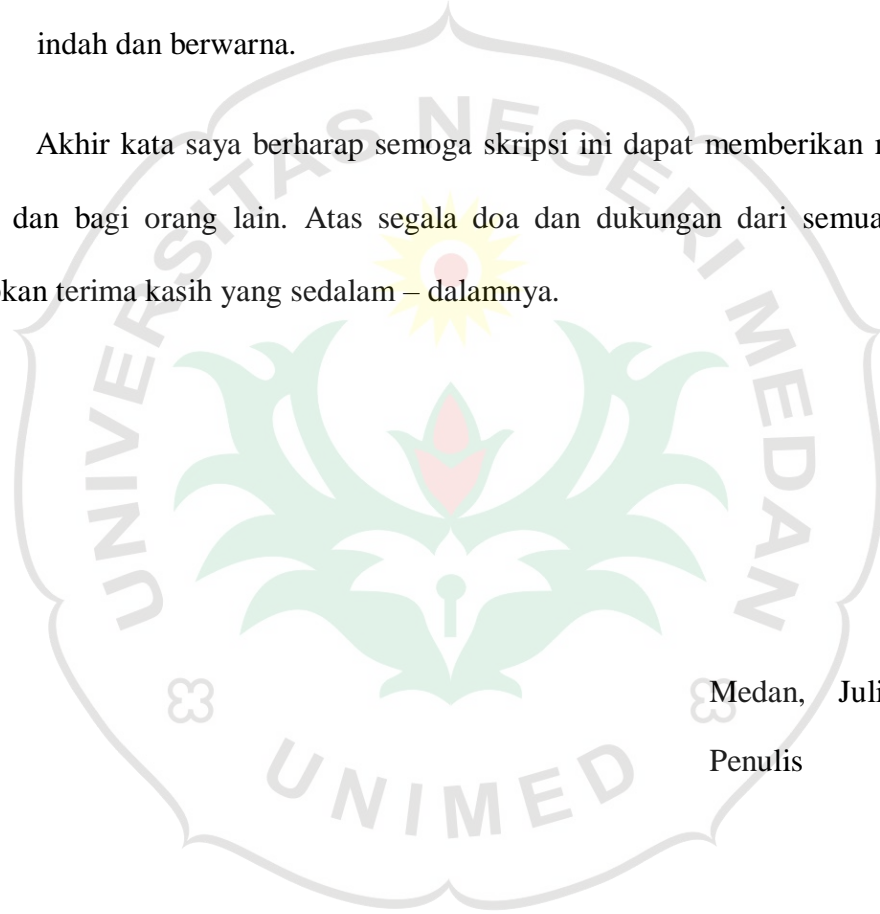 indah dan berwarna.
Akhir kata saya berharap semoga skripsi ini dapat memberikan
dan bagi orang lain. Atas segala doa dan dukungan dari semua
kan terima kasih yang sedalam – dalamnya.
UNIVERSITAS NEGERI MEDAN
Medan, Juli
Penulis
UNIMED